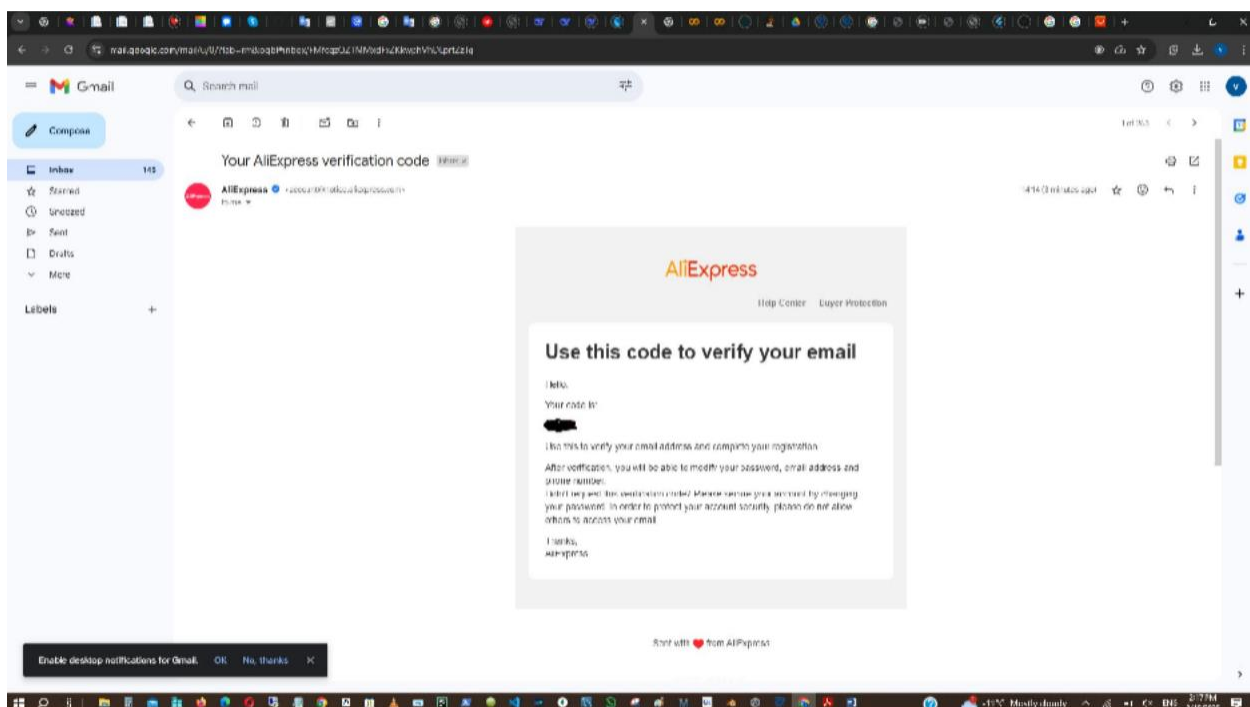 Gmail
Search mail
Compose
Your AliExpress verification code
Inbox
AliExpress
to me
Starred
Snoozed
Sent
Drafts
More
Labels
AliExpress
Help Center Buyer Protection
Use this code to verify your email
Hello,
Your code is:
Use this to verify your email address and complete your registration
After verification, you will be able to modify your password, email address and
phone number.
Didn't request this verification code? Please secure your account by changing
your password. In order to protect your account security, please do not allow
others to access your email
Thanks,
AliExpress
Sent with ❤ from AliExpress
Enable desktop notifications for Gmail. OK No, thanks
Mostly cloudy
ENG
2:17 PM